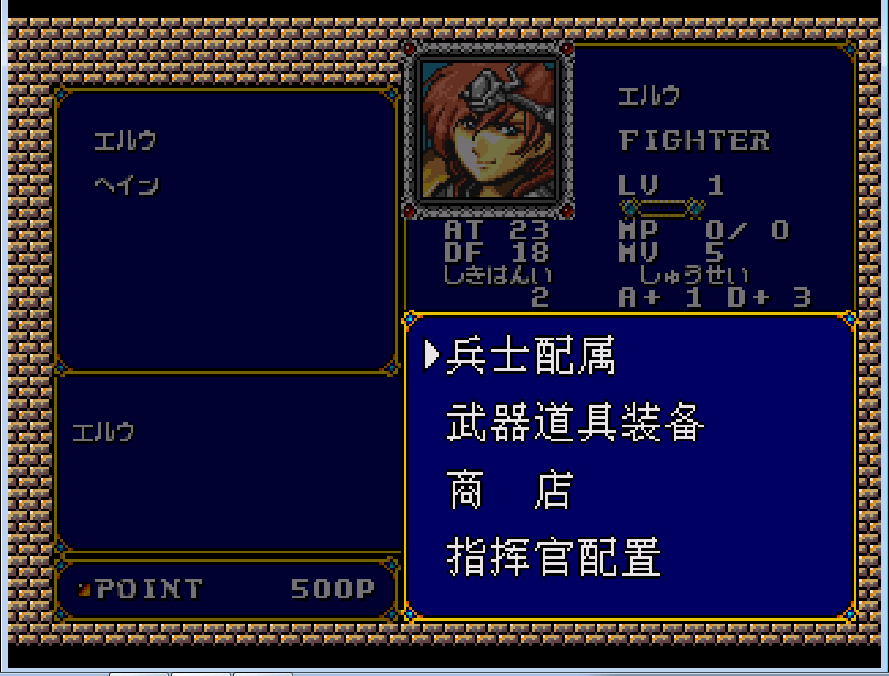 エルウ
ヘイン
エルウ
POINT 500P
エルウ
FIGHTER
LV 1
AT 23
DF 18
しきはんい
2
MP 0/ 0
MV 5
しゅうせい
A+ 1 D+ 3
兵士配属
武器道具装备
商 店
指挥官配置